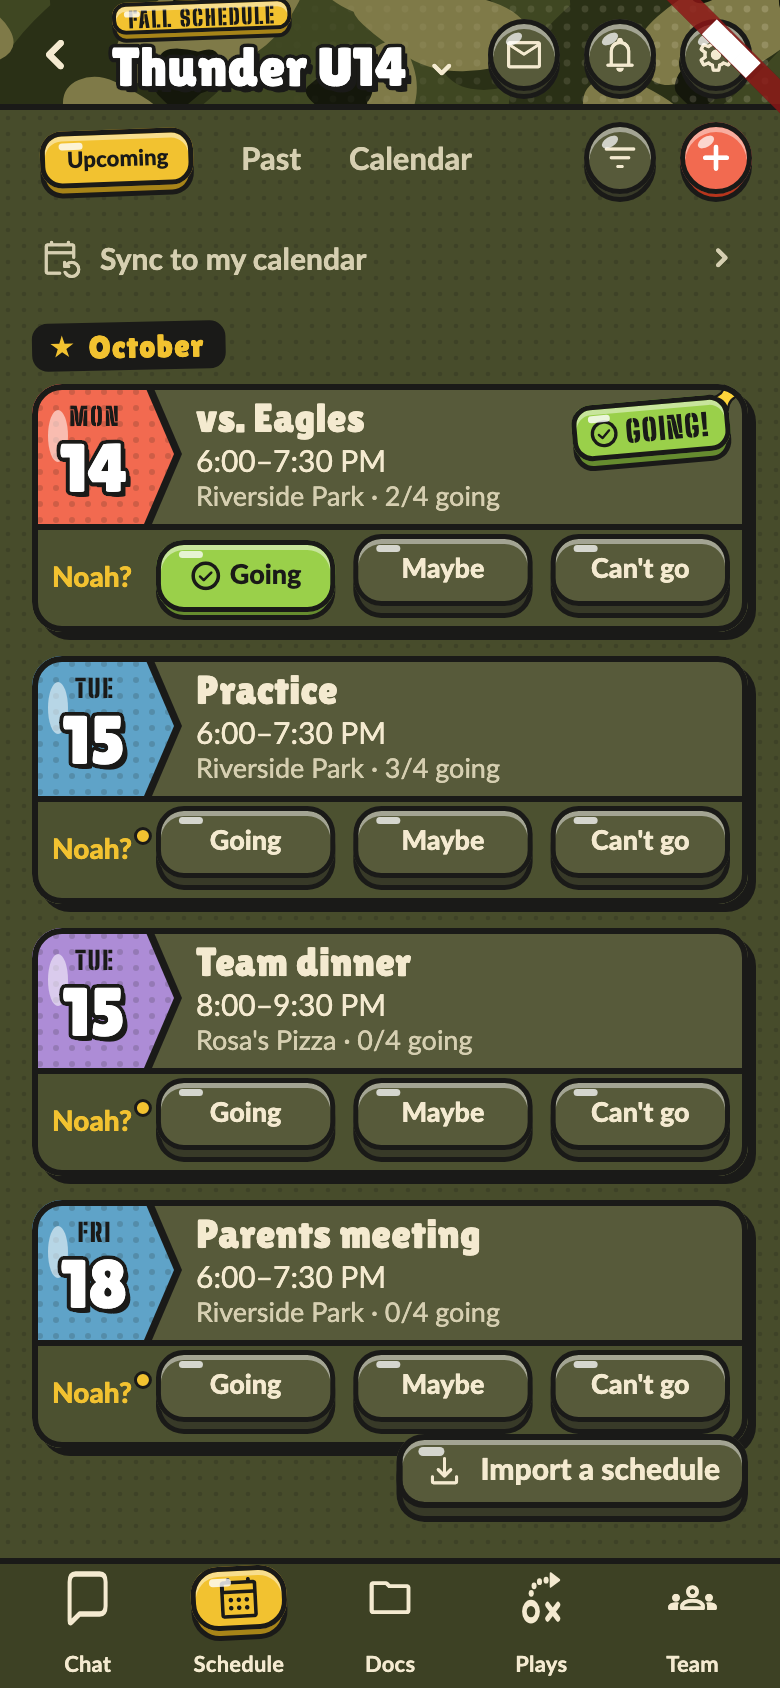 FALL SCHEDULE
Thunder U14
Upcoming
Past
Calendar
Sync to my calendar
★ October
MON
14
vs. Eagles
6:00–7:30 PM
Riverside Park · 2/4 going
GOING!
Noah?
Going
Maybe
Can't go
TUE
15
Practice
6:00–7:30 PM
Riverside Park · 3/4 going
Noah?
Going
Maybe
Can't go
TUE
15
Team dinner
8:00–9:30 PM
Rosa's Pizza · 0/4 going
Noah?
Going
Maybe
Can't go
FRI
18
Parents meeting
6:00–7:30 PM
Riverside Park · 0/4 going
Noah?
Going
Maybe
Can't go
Import a schedule
Chat
Schedule
Docs
Plays
Team